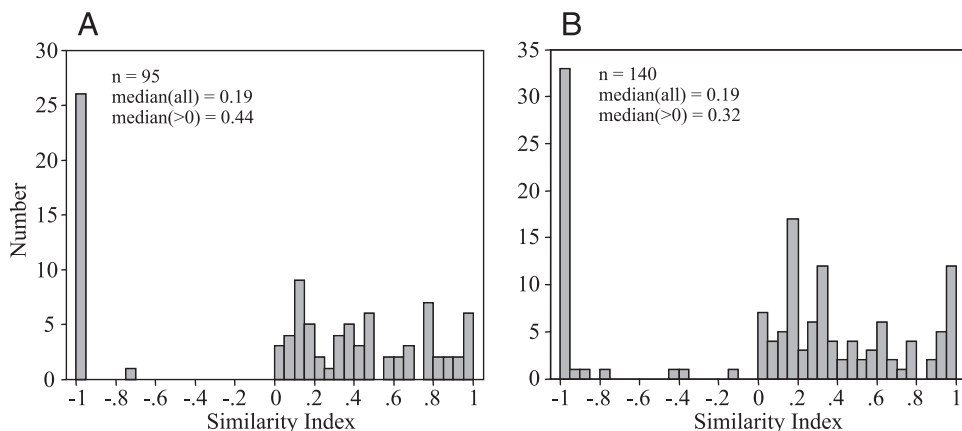 A
n = 95
median(all) = 0.19
median(>0) = 0.44
Number
30
25
20
15
10
5
0
-1 -.8 -.6 -.4 -.2 0 .2 .4 .6 .8 1
Similarity Index
B
n = 140
median(all) = 0.19
median(>0) = 0.32
35
30
25
20
15
10
5
0
-1 -.8 -.6 -.4 -.2 0 .2 .4 .6 .8 1
Similarity Index